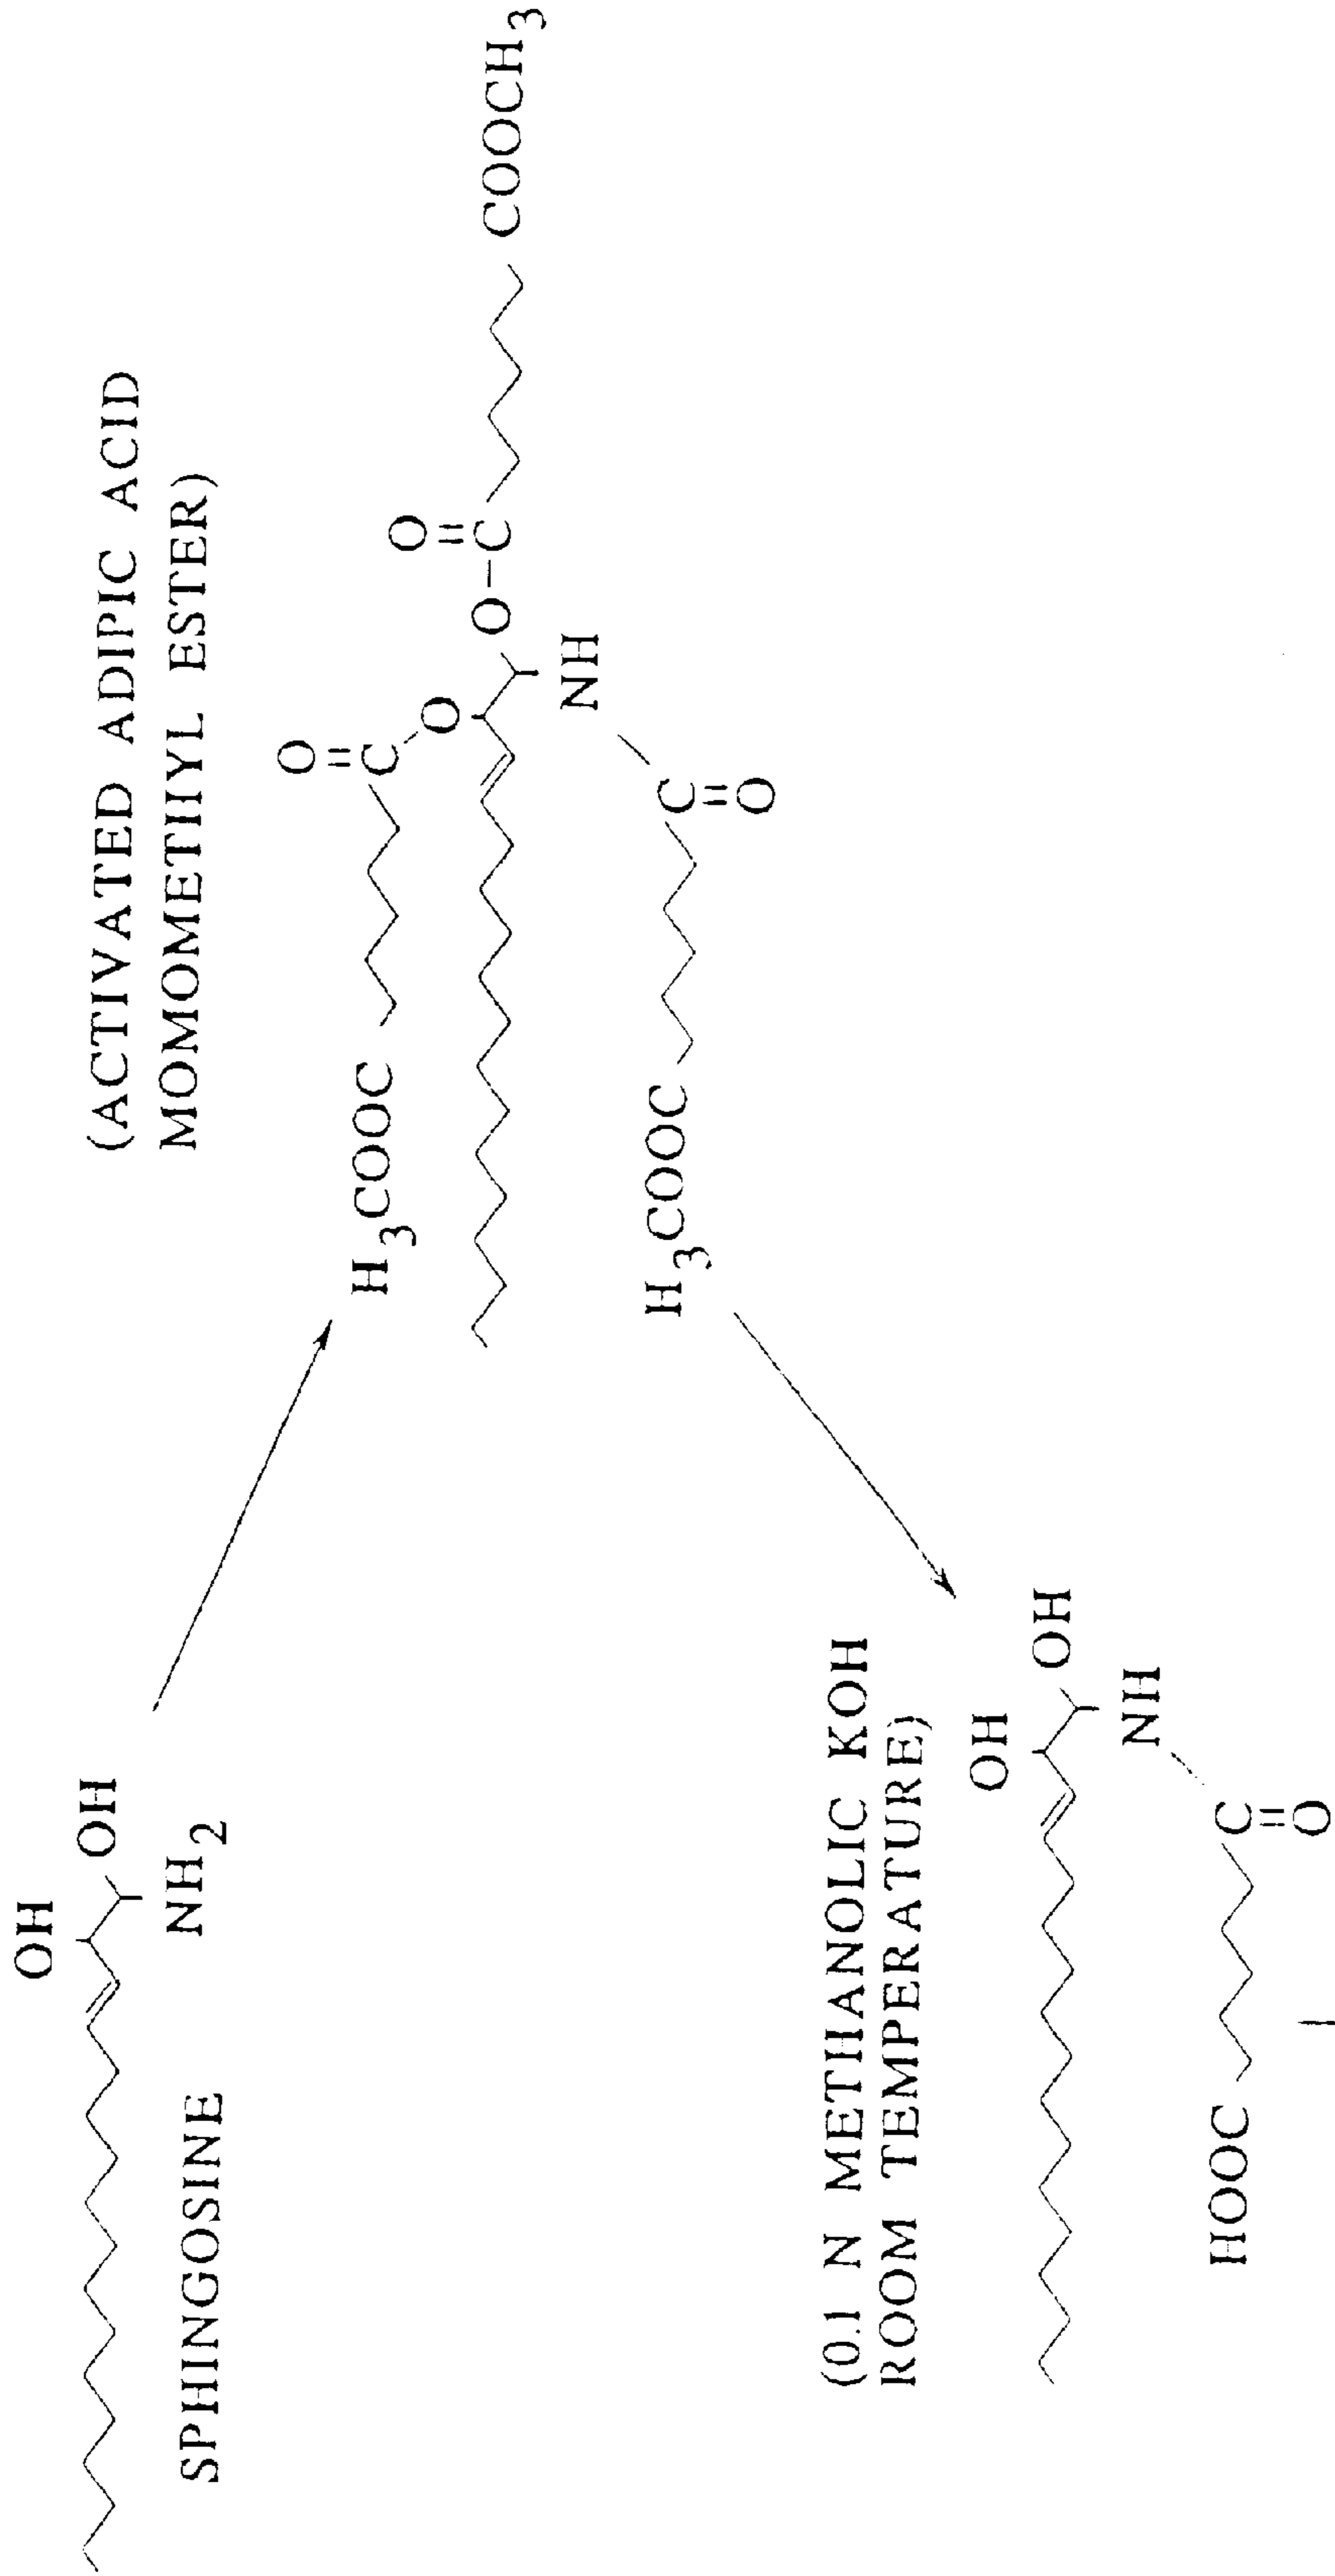 OH
OH
NH2
SPHINGOSINE
(ACTIVATED ADIPIC ACID
MOMOMETHYL ESTER)
O
=
C
O
H3COOC
O
=
C
O
COOCH3
NH
C
=
O
H3COOC
(0.1 N METHANOLIC KOH
ROOM TEMPERATURE)
OH
OH
NH
C
=
O
HOOC